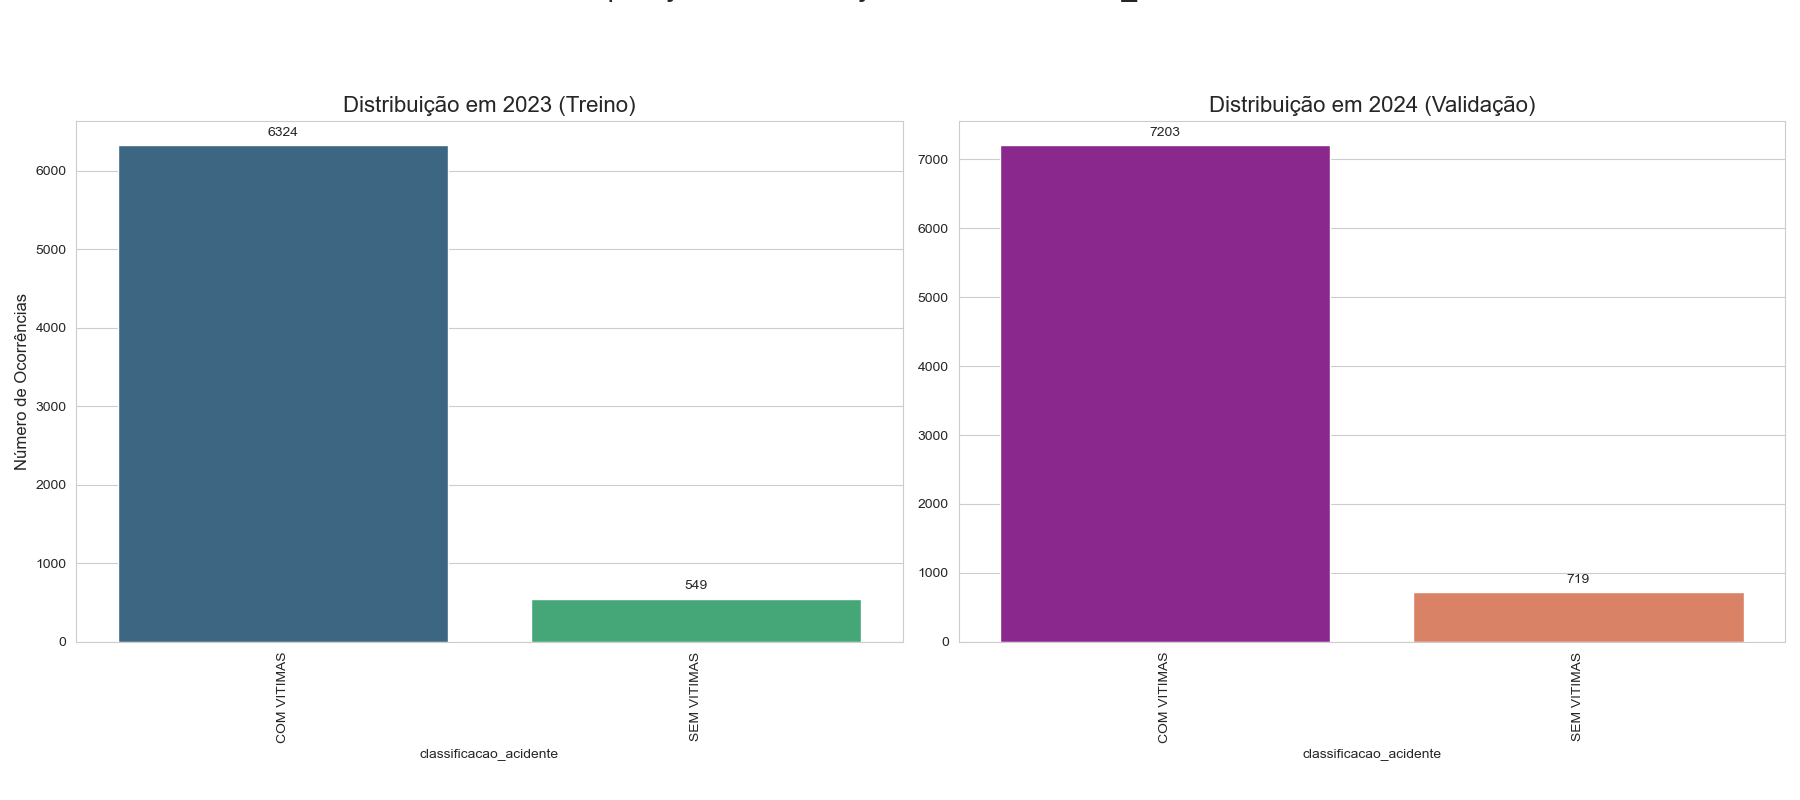 Distribuição em 2023 (Treino)
6324
6000
5000
4000
3000
2000
1000
0
549
Número de Ocorrências
COM VITIMAS
SEM VITIMAS
classificacao_acidente
Distribuição em 2024 (Validação)
7203
7000
6000
5000
4000
3000
2000
1000
0
719
COM VITIMAS
SEM VITIMAS
classificacao_acidente